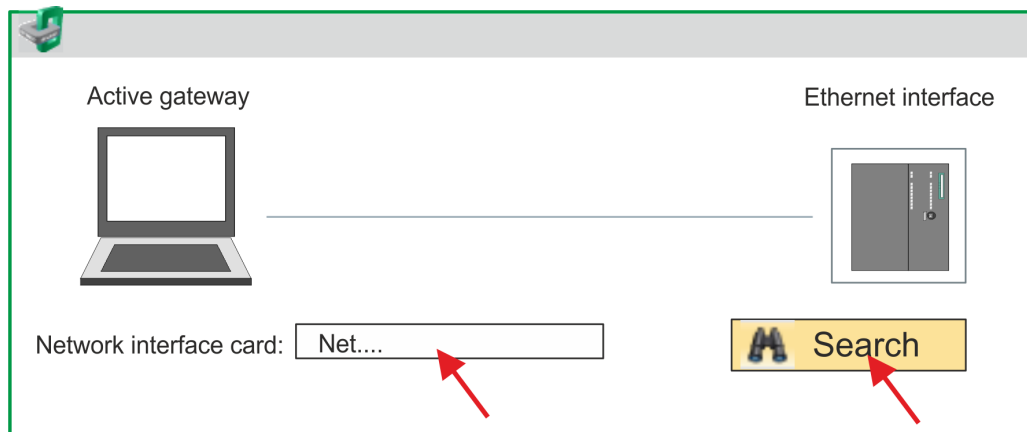 Active gateway
Ethernet interface
Network interface card:
Net....
Search